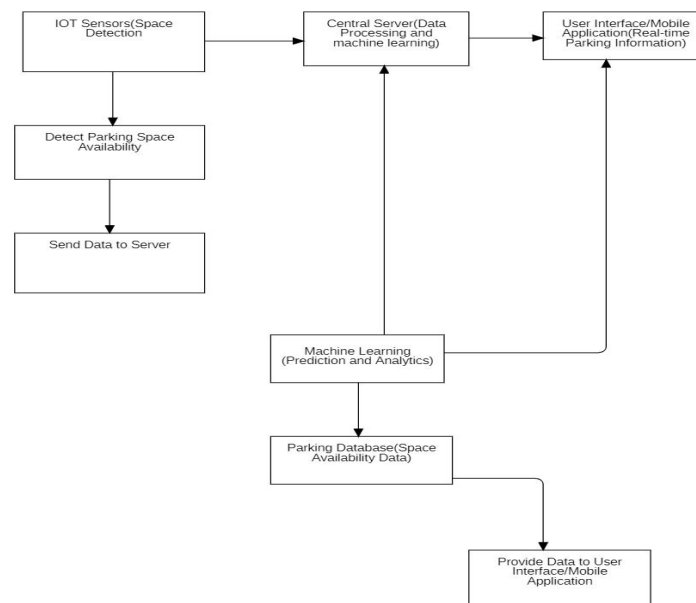 IOT Sensors(Space
Detection
Central Server(Data
Processing and
machine learning)
User Interface/Mobile
Application(Real-time
Parking Information)
Detect Parking Space
Availability
Send Data to Server
Machine Learning
(Prediction and Analytics)
Parking Database(Space
Availability Data)
Provide Data to User
Interface/Mobile
Application